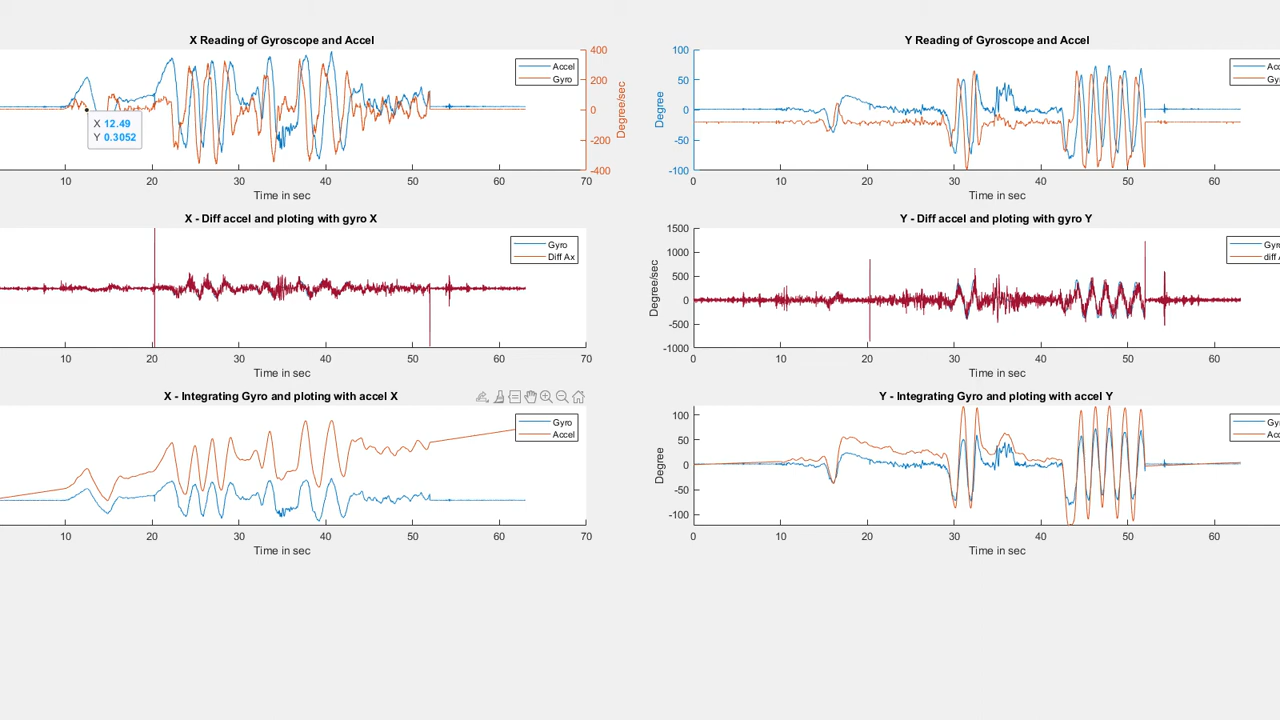 X Reading of Gyroscope and Accel
400
200
0
-200
-400
Degree/sec
Accel
Gyro
X 12.49
Y 0.3052
10 20 30 40 50 60 70
Time in sec
Y Reading of Gyroscope and Accel
100
50
0
-50
-100
Degree
0 10 20 30 40 50 60
Time in sec
X - Diff accel and ploting with gyro X
Gyro
Diff Ax
10 20 30 40 50 60 70
Time in sec
Y - Diff accel and ploting with gyro Y
1500
1000
500
0
-500
-1000
Degree/sec
diff
0 10 20 30 40 50 60
Time in sec
X - Integrating Gyro and ploting with accel X
Gyro
Accel
10 20 30 40 50 60 70
Time in sec
Y - Integrating Gyro and ploting with accel Y
100
50
0
-50
-100
Degree
0 10 20 30 40 50 60
Time in sec